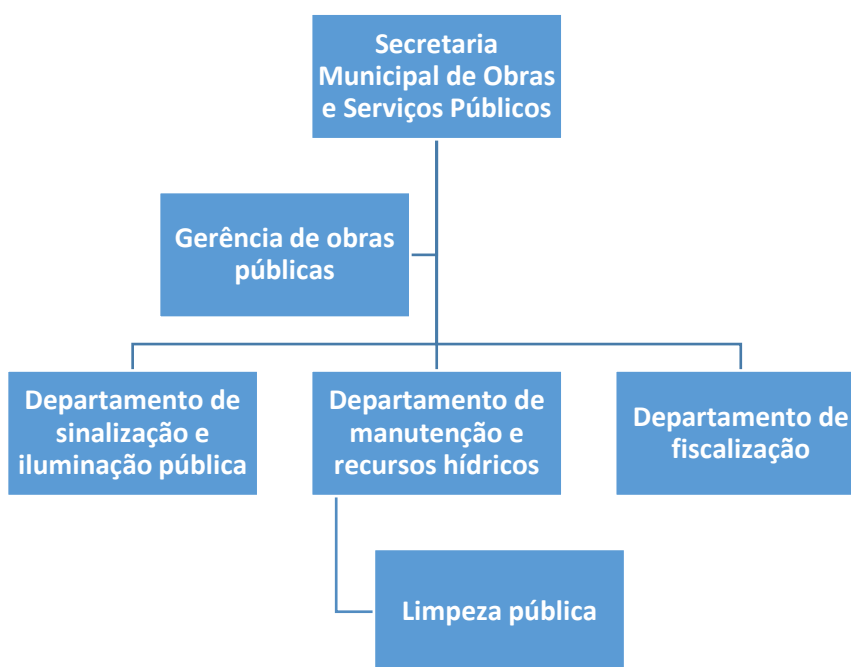 Secretaria
Municipal de Obras
e Serviços Públicos
Gerência de obras
públicas
Departamento de
sinalização e
iluminação pública
Departamento de
manutenção e
recursos hídricos
Departamento de
fiscalização
Limpeza pública